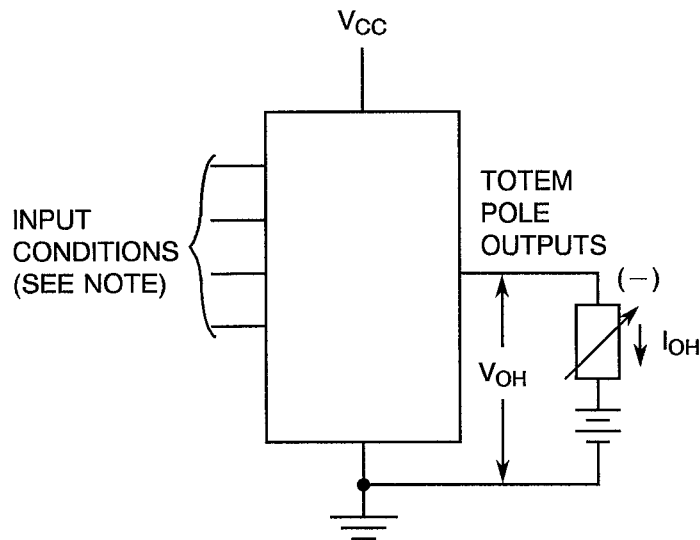 VCC
INPUT
CONDITIONS
(SEE NOTE)
TOTEM
POLE
OUTPUTS
(−)
IOH
VOH